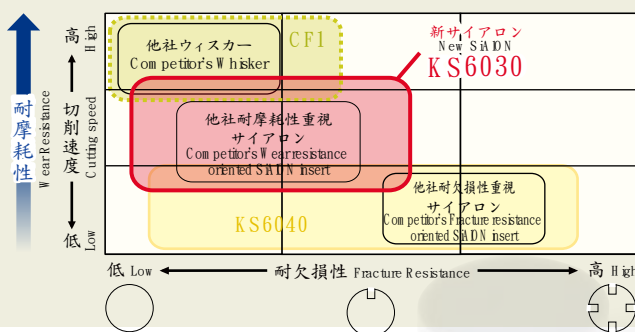 耐摩耗性
Wear Resistance
高 High
切削速度
Cutting speed
低 Low
他社ウィスカー
Competitor's Whisker
CF1
新サイアロン
New SiAlON
KS6030
他社耐摩耗性重視
サイアロン
Competitor's Wear resistance
oriented SiAlON insert
他社耐欠損性重視
サイアロン
Competitor's Fracture resistance
oriented SiAlON insert
KS6040
低 Low
耐欠損性 Fracture Resistance
高 High